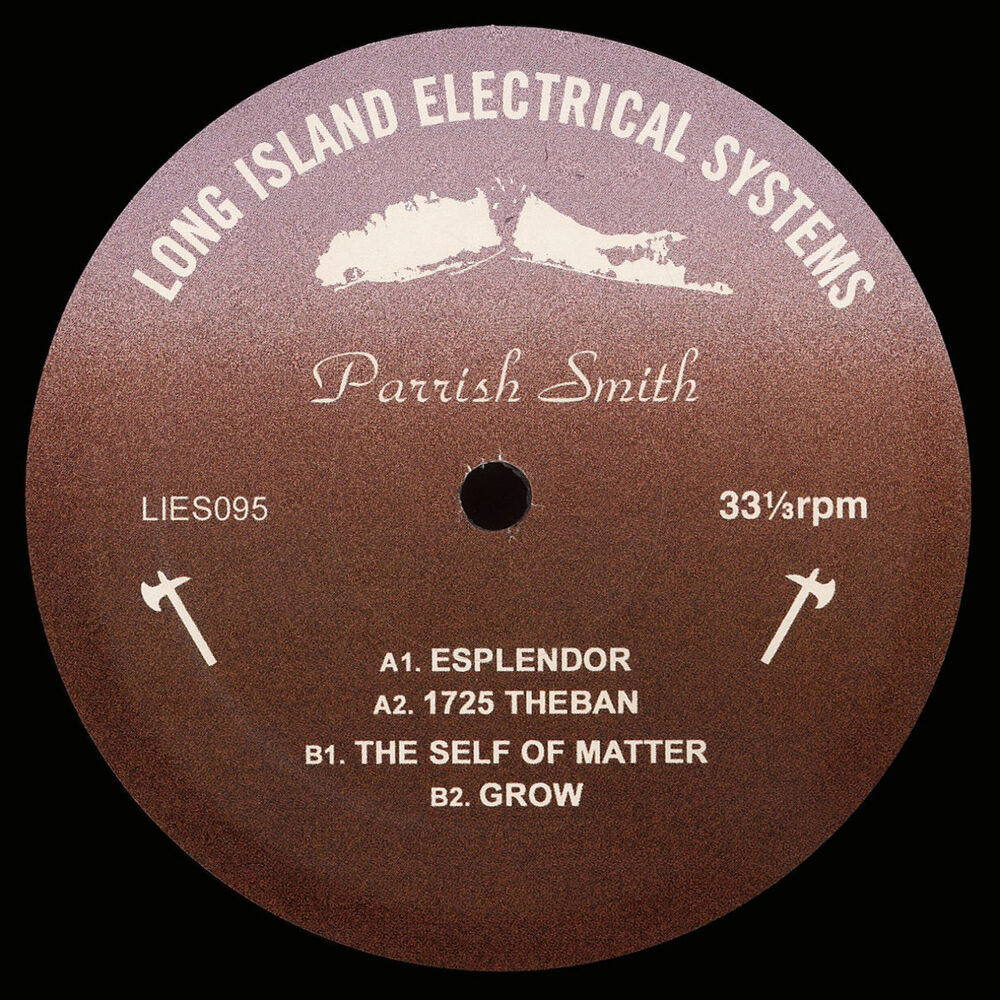 LONG ISLAND ELECTRICAL SYSTEMS
Parrish Smith
LIES095
33⅓rpm
A1. ESPLENDOR
A2. 1725 THEBAN
B1. THE SELF OF MATTER
B2. GROW